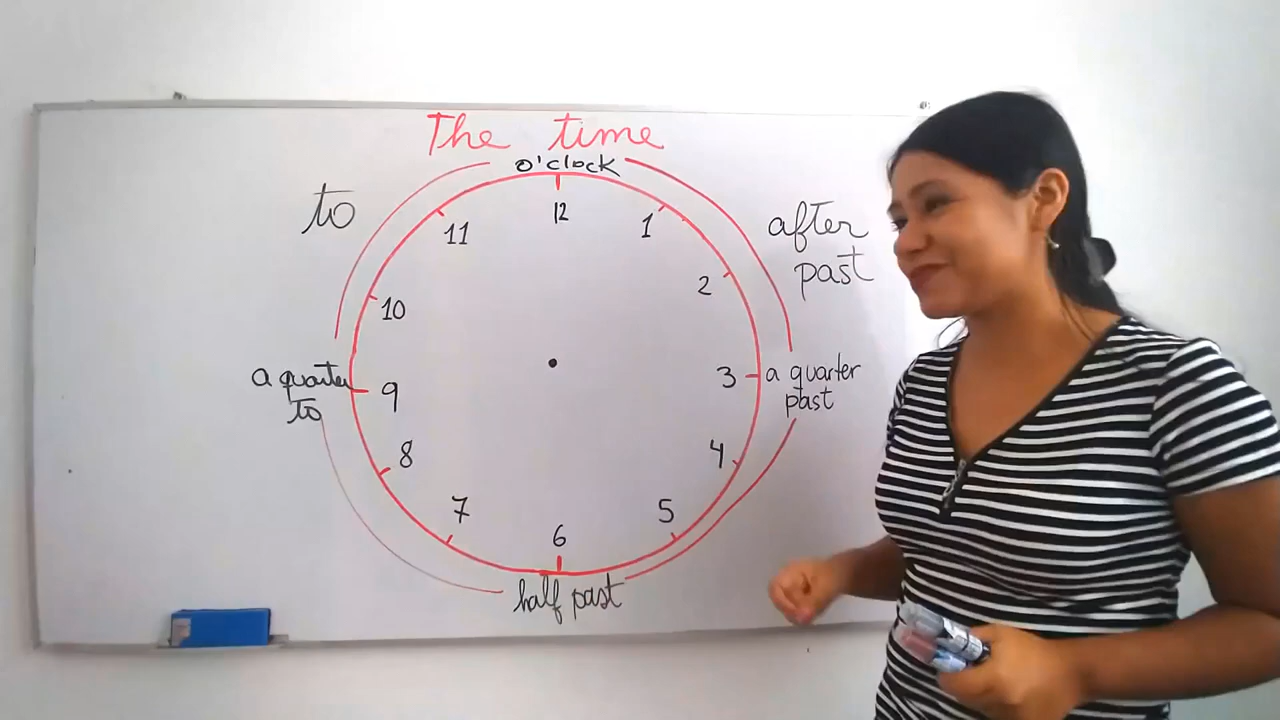 The time
o'clock
to
after
past
12
1
2
3
4
5
6
7
8
9
10
11
a quarter
past
half past
a quarter
to